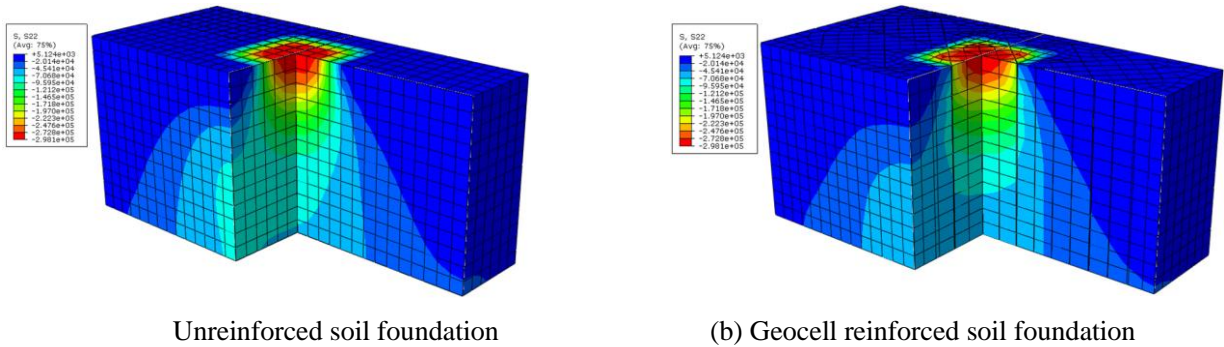 S, S22
(Avg: 75%)
+5.124e+03
-2.014e+04
-4.541e+04
-7.068e+04
-9.595e+04
-1.212e+05
-1.465e+05
-1.718e+05
-1.970e+05
-2.223e+05
-2.476e+05
-2.728e+05
-2.981e+05
S, S22
(Avg: 75%)
+5.124e+03
-2.014e+04
-4.541e+04
-7.068e+04
-9.595e+04
-1.212e+05
-1.465e+05
-1.718e+05
-1.970e+05
-2.223e+05
-2.476e+05
-2.728e+05
-2.981e+05
Unreinforced soil foundation
(b) Geocell reinforced soil foundation